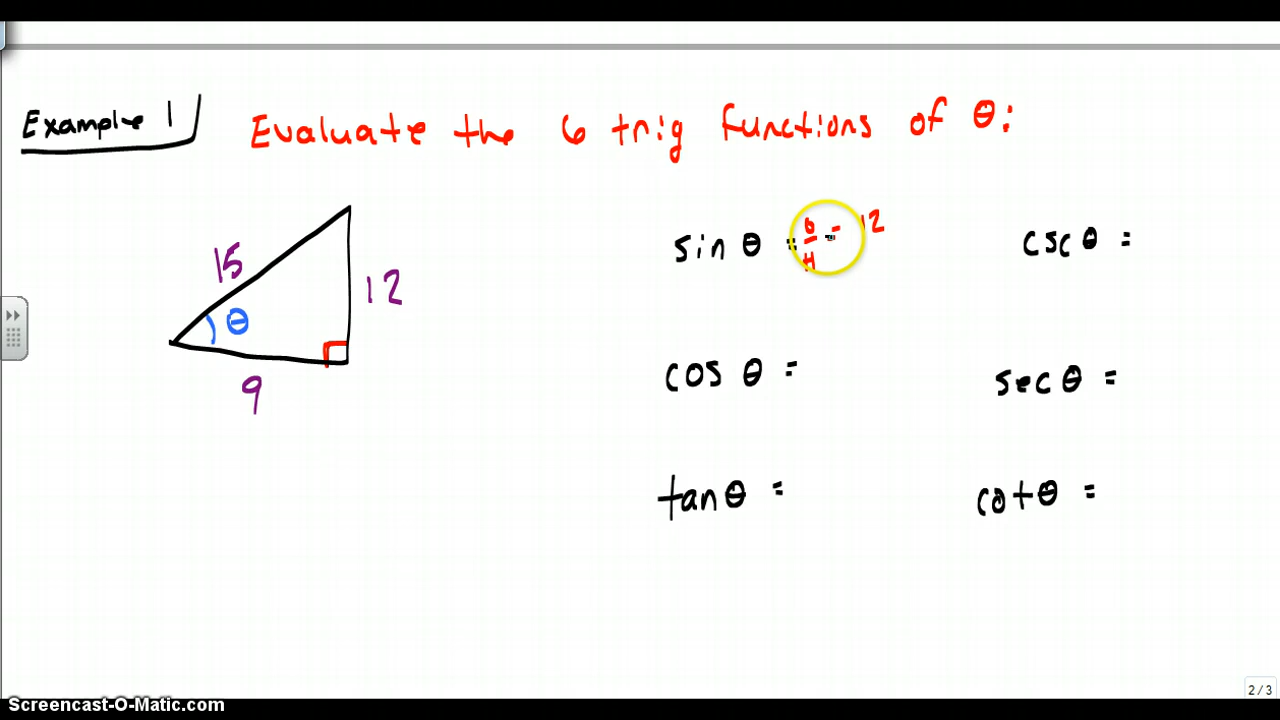 Example 1
Evaluate the 6 trig functions of θ:
15
θ
12
9
sin θ = O/H = 12
csc θ =
cos θ =
sec θ =
tan θ =
cot θ =
2/3
Screencast-O-Matic.com